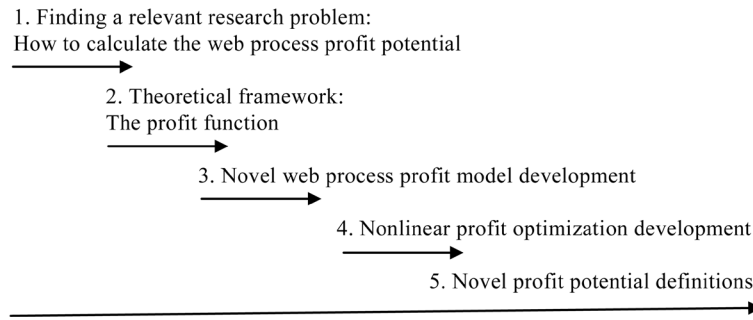 1. Finding a relevant research problem:
How to calculate the web process profit potential
2. Theoretical framework:
The profit function
3. Novel web process profit model development
4. Nonlinear profit optimization development
5. Novel profit potential definitions